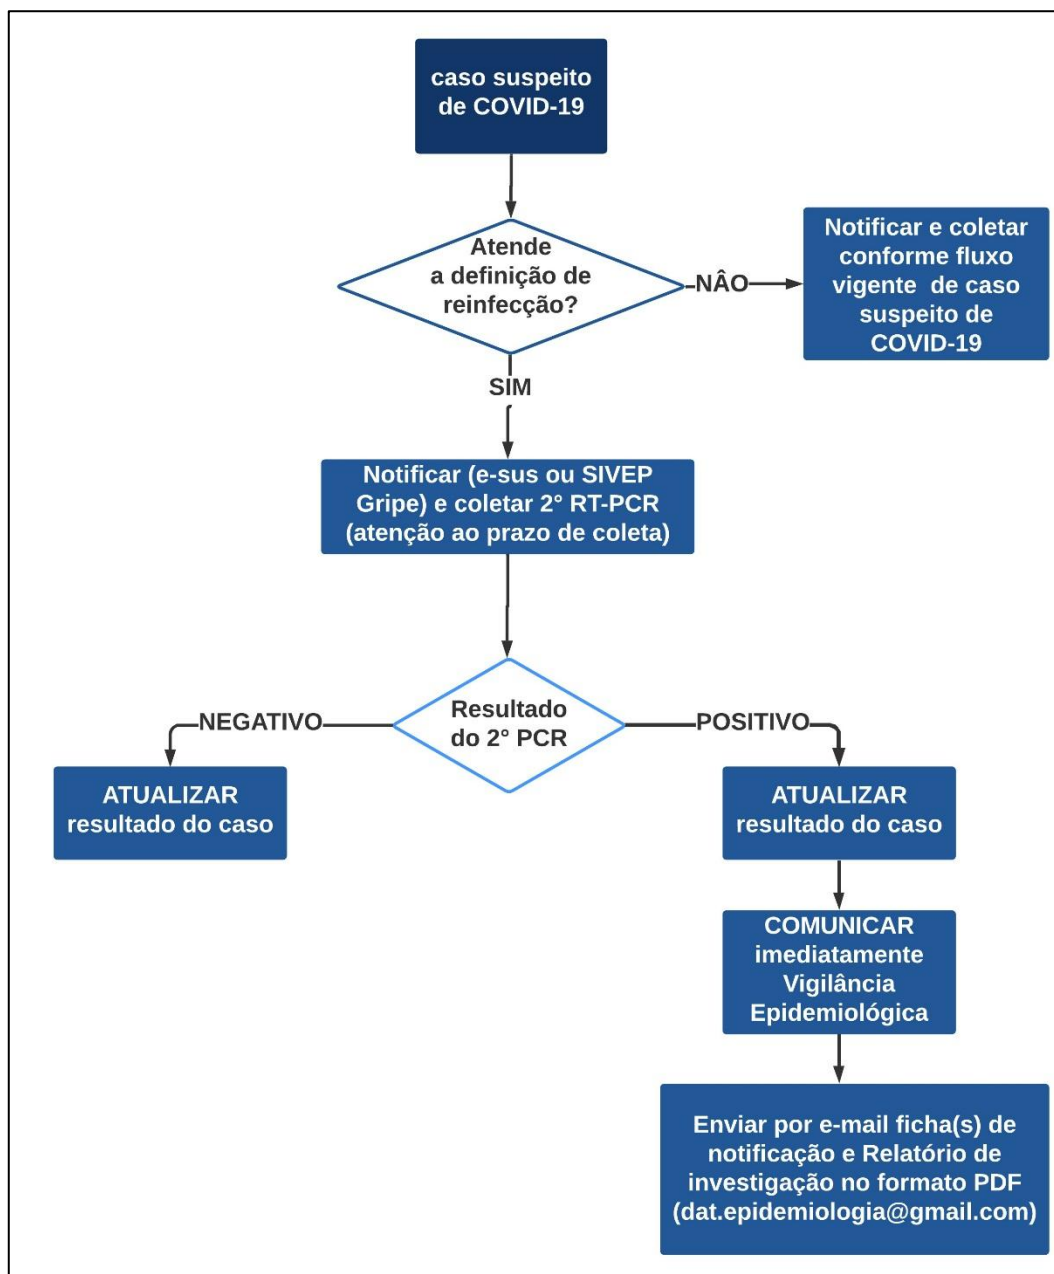 caso suspeito
de COVID-19
Atende
a definição de
reinfecção?
NÂO
Notificar e coletar
conforme fluxo
vigente de caso
suspeito de
COVID-19
SIM
Notificar (e-sus ou SIVEP
Gripe) e coletar 2° RT-PCR
(atenção ao prazo de coleta)
Resultado
do 2° PCR
NEGATIVO
POSITIVO
ATUALIZAR
resultado do caso
ATUALIZAR
resultado do caso
COMUNICAR
imediatamente
Vigilância
Epidemiológica
Enviar por e-mail ficha(s) de
notificação e Relatório de
investigação no formato PDF
(dat.epidemiologia@gmail.com)